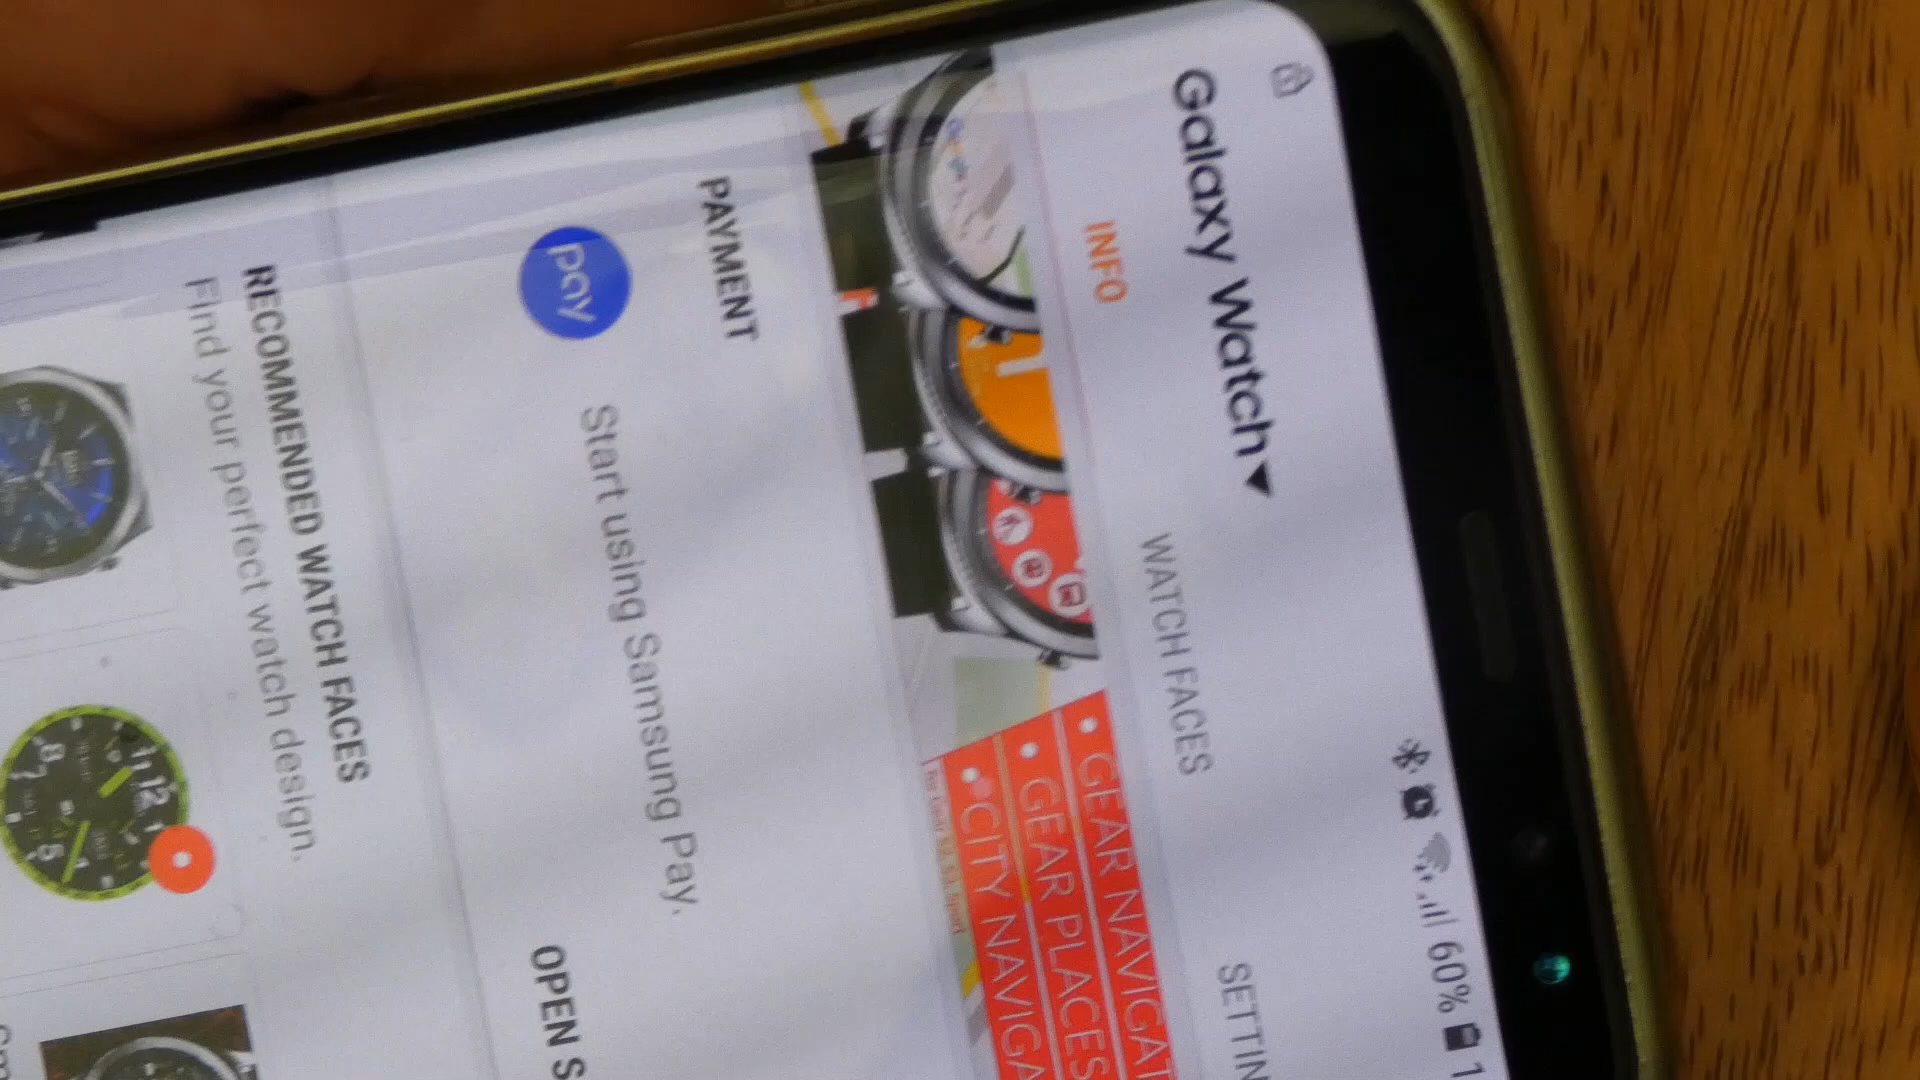 60% 1
Galaxy Watch▼
INFO WATCH FACES SETTIN
• GEAR NAVIGAT
• GEAR PLACES
• CITY NAVIGA
PAYMENT
pay Start using Samsung Pay.
OPEN S
RECOMMENDED WATCH FACES
Find your perfect watch design.